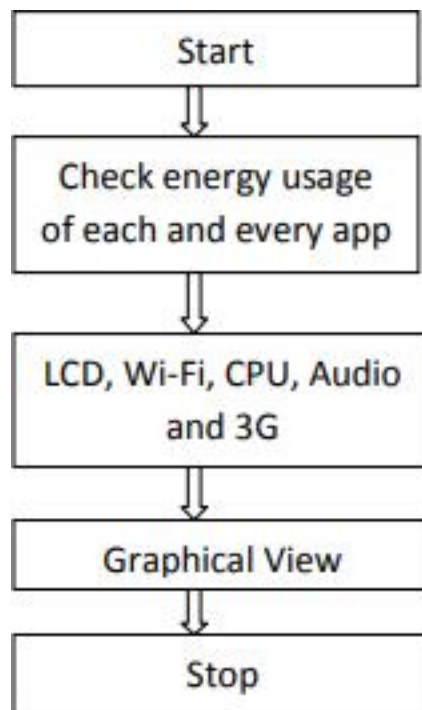 Start
Check energy usage
of each and every app
LCD, Wi-Fi, CPU, Audio
and 3G
Graphical View
Stop